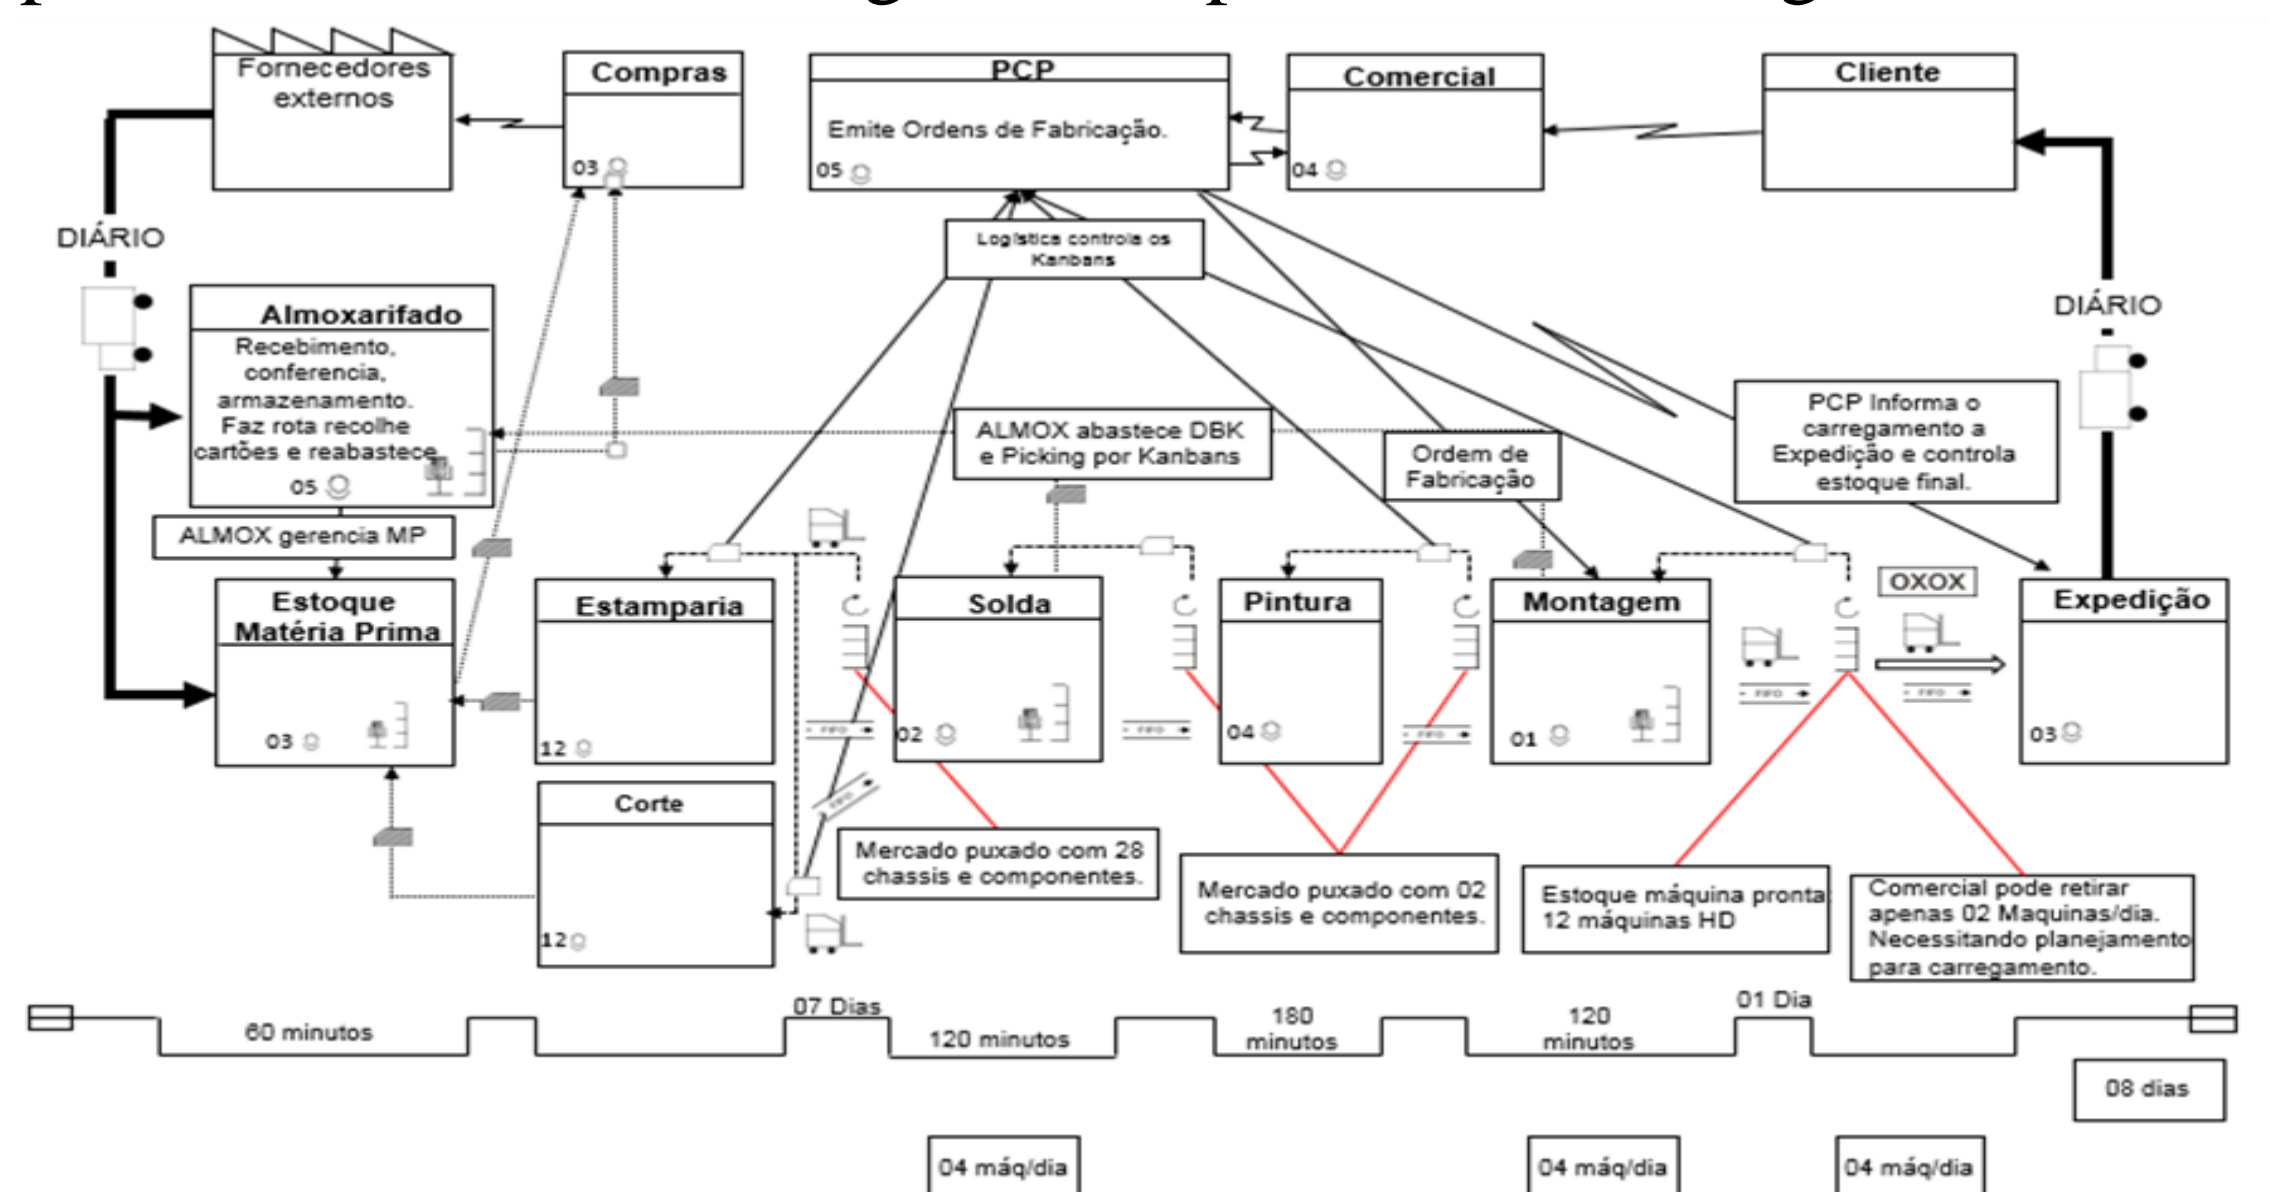 Fornecedores
externos
Compras
03
PCP
Emite Ordens de Fabricação.
05
Comercial
04
Cliente
DIÁRIO
DIÁRIO
Logística controla os
Kanbans
Almoxarifado
Recebimento,
conferencia,
armazenamento.
Faz rota recolhe
cartões e reabastece
05
ALMOX gerencia MP
ALMOX abastece DBK
e Picking por Kanbans
Ordem de
Fabricação
PCP Informa o
carregamento a
Expedição e controla
estoque final.
OXOX
Estoque
Matéria Prima
03
Estamparia
12
Solda
02
Pintura
04
Montagem
01
Expedição
03
FIFO
FIFO
FIFO
FIFO
FIFO
FIFO
Corte
12
Mercado puxado com 28
chassis e componentes.
Mercado puxado com 02
chassis e componentes.
Estoque máquina pronta
12 máquinas HD
Comercial pode retirar
apenas 02 Maquinas/dia.
Necessitando planejamento
para carregamento.
60 minutos
07 Dias
120 minutos
180
minutos
120
minutos
01 Dia
08 dias
04 máq/dia
04 máq/dia
04 máq/dia